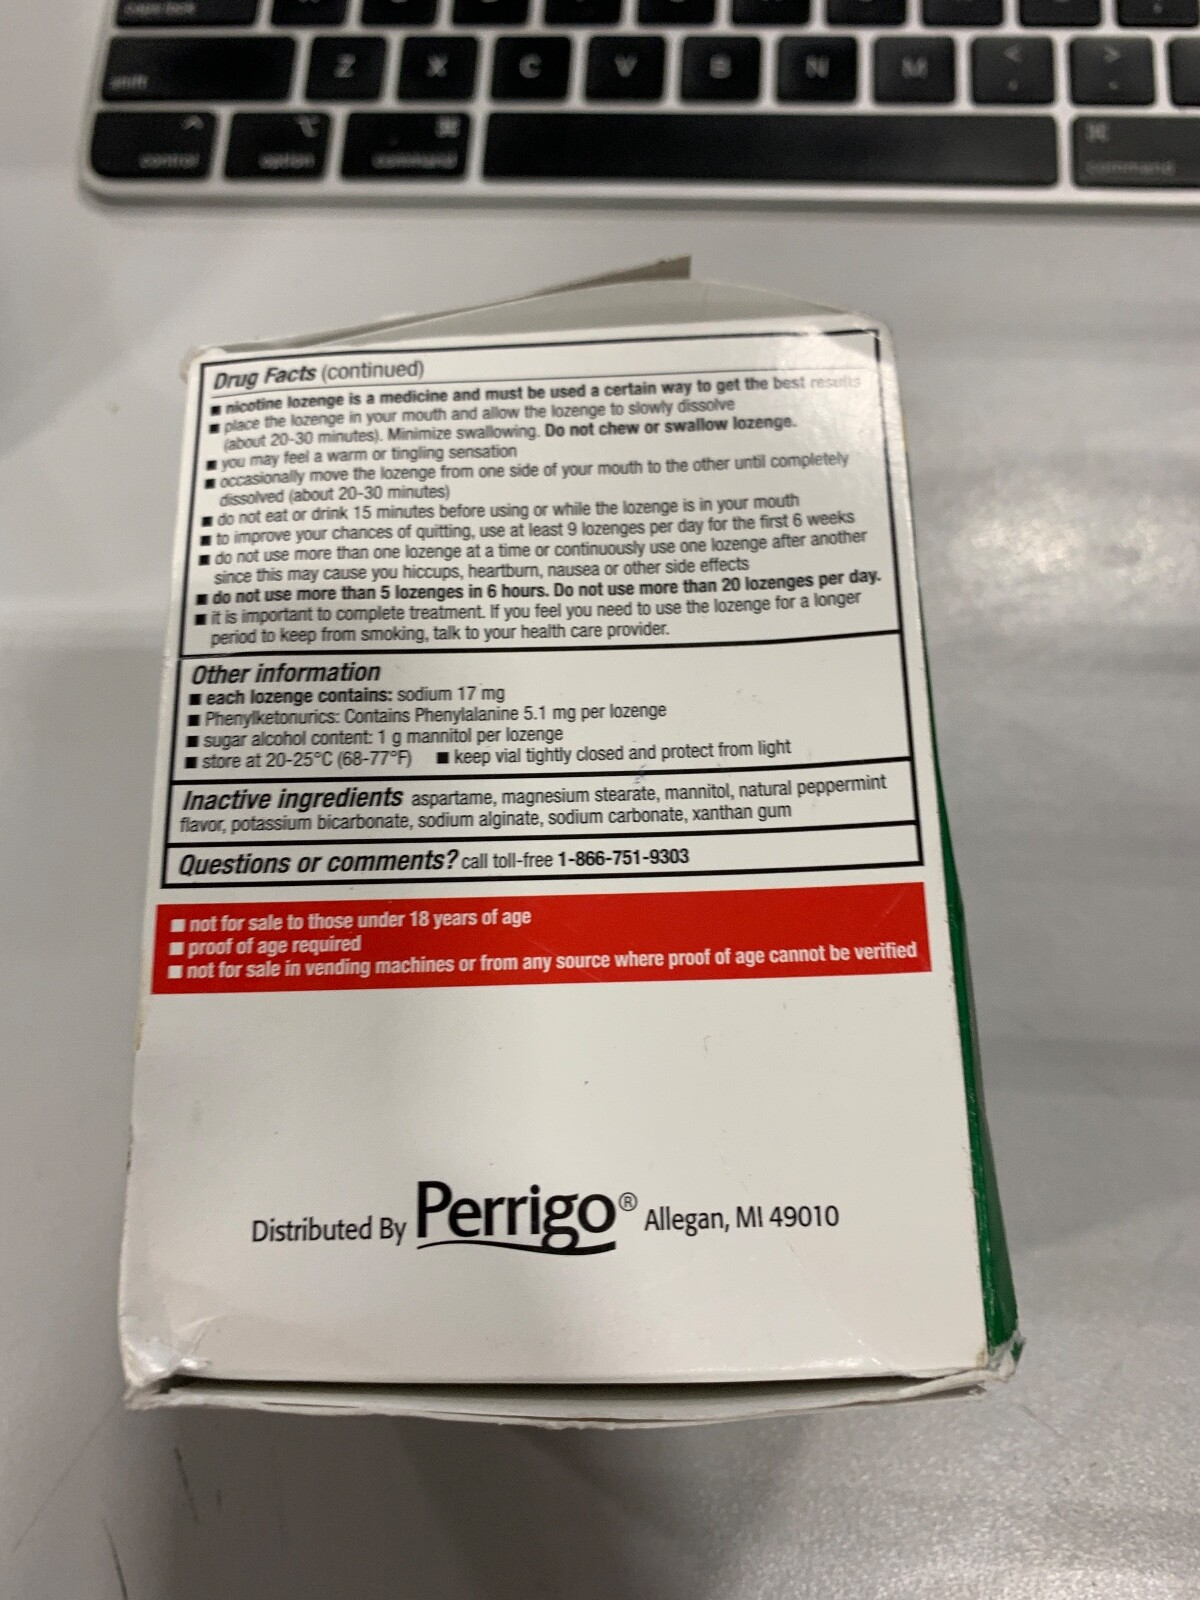 caps lock
shift
Z X C V B N M < >
control option command command
Drug Facts (continued)
■ nicotine lozenge is a medicine and must be used a certain way to get the best results
■ place the lozenge in your mouth and allow the lozenge to slowly dissolve
(about 20-30 minutes). Minimize swallowing. Do not chew or swallow lozenge.
■ you may feel a warm or tingling sensation
■ occasionally move the lozenge from one side of your mouth to the other until completely
dissolved (about 20-30 minutes)
■ do not eat or drink 15 minutes before using or while the lozenge is in your mouth
■ to improve your chances of quitting, use at least 9 lozenges per day for the first 6 weeks
■ do not use more than one lozenge at a time or continuously use one lozenge after another
since this may cause you hiccups, heartburn, nausea or other side effects
■ do not use more than 5 lozenges in 6 hours. Do not use more than 20 lozenges per day.
■ it is important to complete treatment. If you feel you need to use the lozenge for a longer
period to keep from smoking, talk to your health care provider.
Other information
■ each lozenge contains: sodium 17 mg
■ Phenylketonurics: Contains Phenylalanine 5.1 mg per lozenge
■ sugar alcohol content: 1 g mannitol per lozenge
■ store at 20-25°C (68-77°F) ■ keep vial tightly closed and protect from light
Inactive ingredients aspartame, magnesium stearate, mannitol, natural peppermint
flavor, potassium bicarbonate, sodium alginate, sodium carbonate, xanthan gum
Questions or comments? call toll-free 1-866-751-9303
■ not for sale to those under 18 years of age
■ proof of age required
■ not for sale in vending machines or from any source where proof of age cannot be verified
Distributed By Perrigo® Allegan, MI 49010